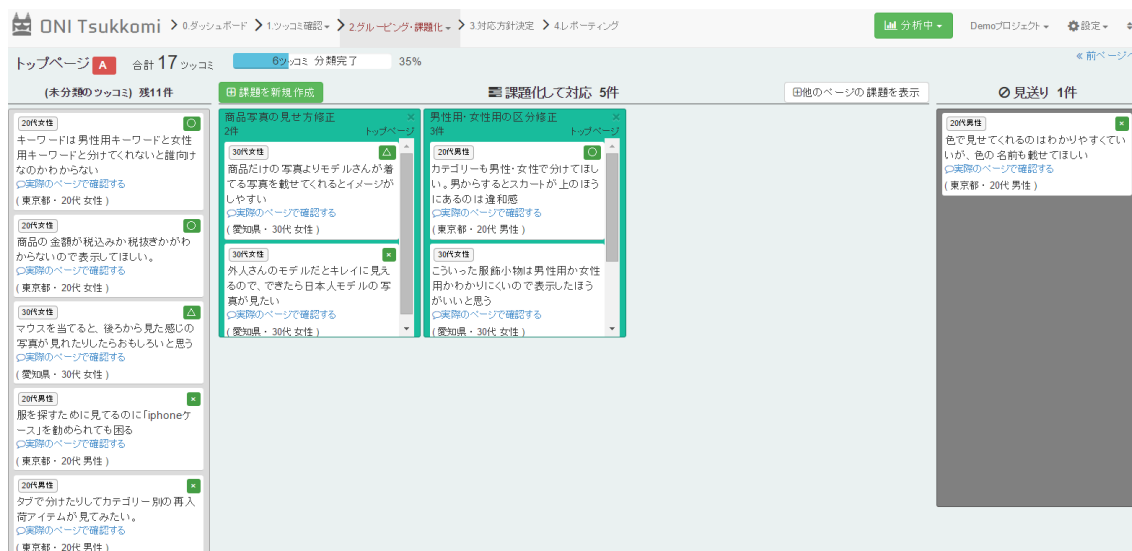 ONI Tsukkomi
0.ダッシュボード
1.ツッコミ確認
2.グルーピング・課題化
3.対応方針決定
4.レポーティング
分析中
Demoプロジェクト
設定
トップページ A 合計 17 ツッコミ
6ツッコミ 分類完了 35%
≪ 前ページへ
(未分類のツッコミ) 残11件
課題を新規作成
課題化して対応 5件
他のページの課題を表示
見送り 1件
20代女性
キーワードは男性用キーワードと女性
用キーワードと分けてくれないと誰向け
なのかわからない
実際のページで確認する
(東京都・20代 女性)
20代女性
商品の金額が税込みか税抜きかがわ
からないので表示してほしい。
実際のページで確認する
(東京都・20代 女性)
30代女性
マウスを当てると、後ろから見た感じの
写真が見れたりしたらおもしろいと思う
実際のページで確認する
(愛知県・30代 女性)
20代男性
服を探すために見てるのに「iphoneケ
ース」を勧められても困る
実際のページで確認する
(東京都・20代 男性)
20代男性
タブで分けたりしてカテゴリー別の再入
荷アイテムが見てみたい。
実際のページで確認する
(東京都・20代 男性)
商品写真の見せ方修正 ×
2件 トップページ
30代女性
商品だけの写真よりモデルさんが着
てる写真を載せてくれるとイメージが
しやすい
実際のページで確認する
(愛知県・30代 女性)
30代女性
外人さんのモデルだとキレイに見え
るので、できたら日本人モデルの写
真が見たい
実際のページで確認する
(愛知県・30代 女性)
男性用・女性用の区分修正 ×
3件 トップページ
20代男性
カテゴリーも男性・女性で分けてほし
い。男からするとスカートが上のほう
にあるのは違和感
実際のページで確認する
(東京都・20代 男性)
30代女性
こういった服飾小物は男性用か女性
用かわかりにくいので表示したほう
がいいと思う
実際のページで確認する
(愛知県・30代 女性)
20代男性
色で見せてくれるのはわかりやすくてい
いが、色の名前も載せてほしい
実際のページで確認する
(東京都・20代 男性)